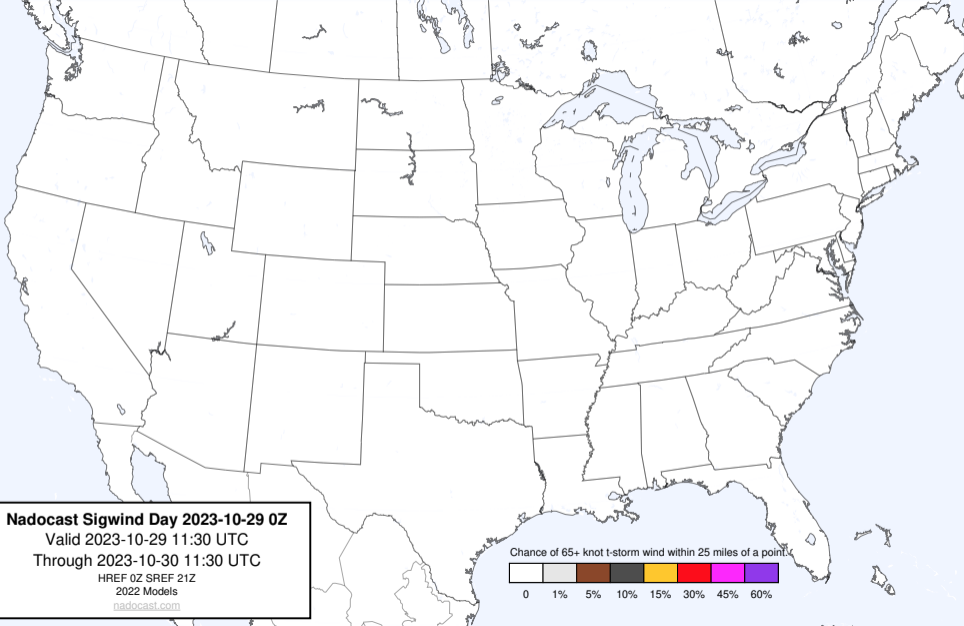 Nadocast Sigwind Day 2023-10-29 0Z
Valid 2023-10-29 11:30 UTC
Through 2023-10-30 11:30 UTC
HREF 0Z SREF 21Z
2022 Models
nadocast.com
Chance of 65+ knot t-storm wind within 25 miles of a point.
0 1% 5% 10% 15% 30% 45% 60%